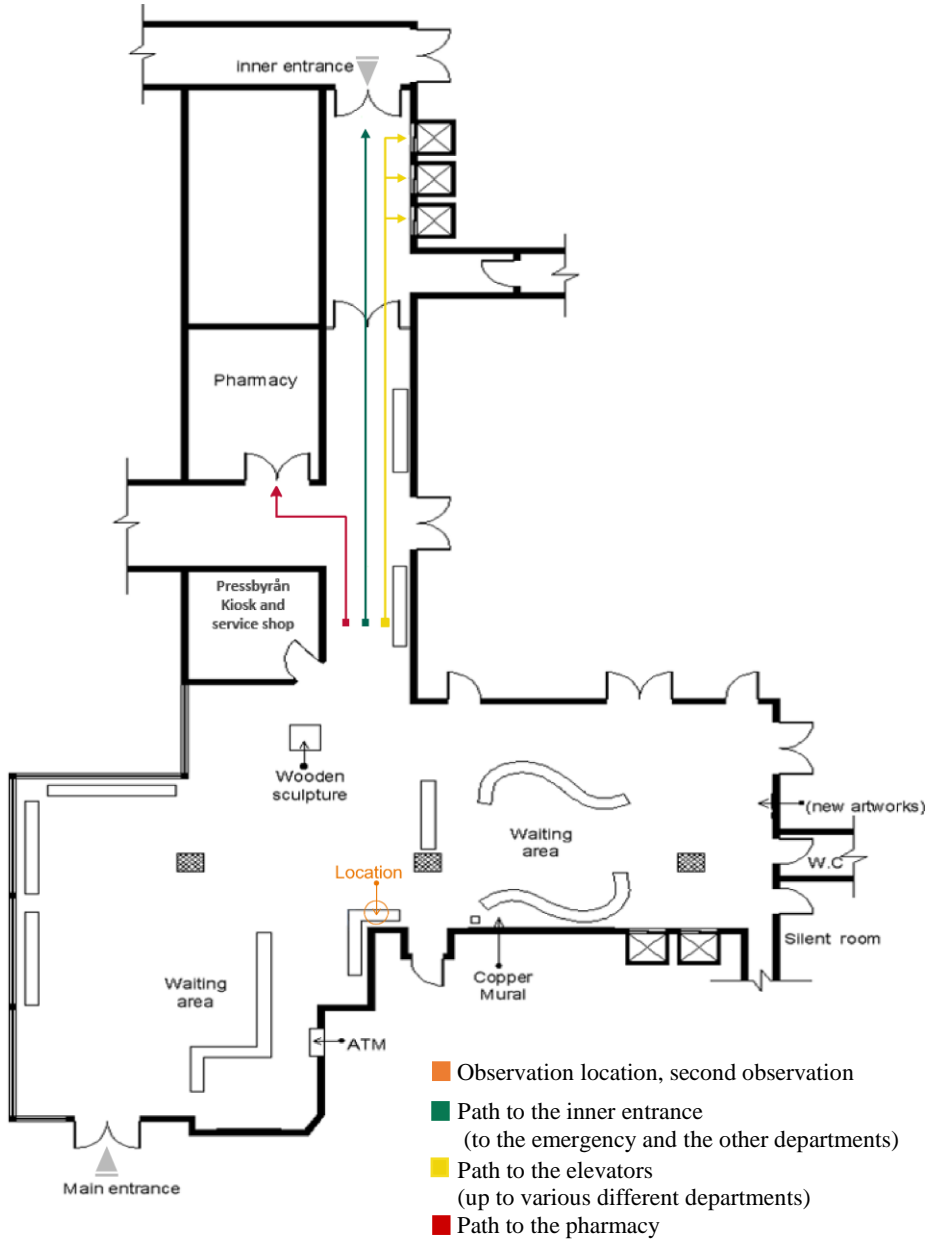 inner entrance
Pharmacy
Pressbyrån
Kiosk and
service shop
Wooden
sculpture
(new artworks)
Waiting
area
W.C
Location
Silent room
Copper
Mural
Waiting
area
ATM
Main entrance
Observation location, second observation
Path to the inner entrance
(to the emergency and the other departments)
Path to the elevators
(up to various different departments)
Path to the pharmacy